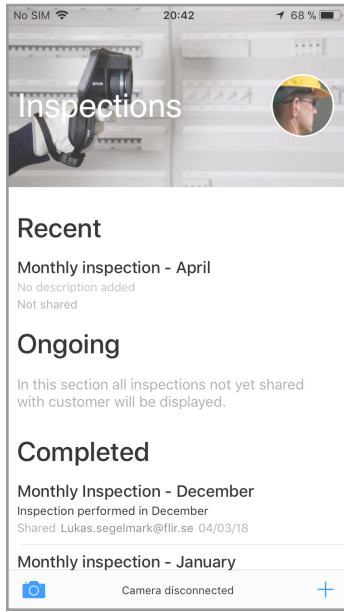 No SIM 20:42 68 %
Inspections
Recent
Monthly inspection - April
No description added
Not shared
Ongoing
In this section all inspections not yet shared
with customer will be displayed.
Completed
Monthly Inspection - December
Inspection performed in December
Shared Lukas.segelmark@flir.se 04/03/18
Monthly inspection - January
Camera disconnected